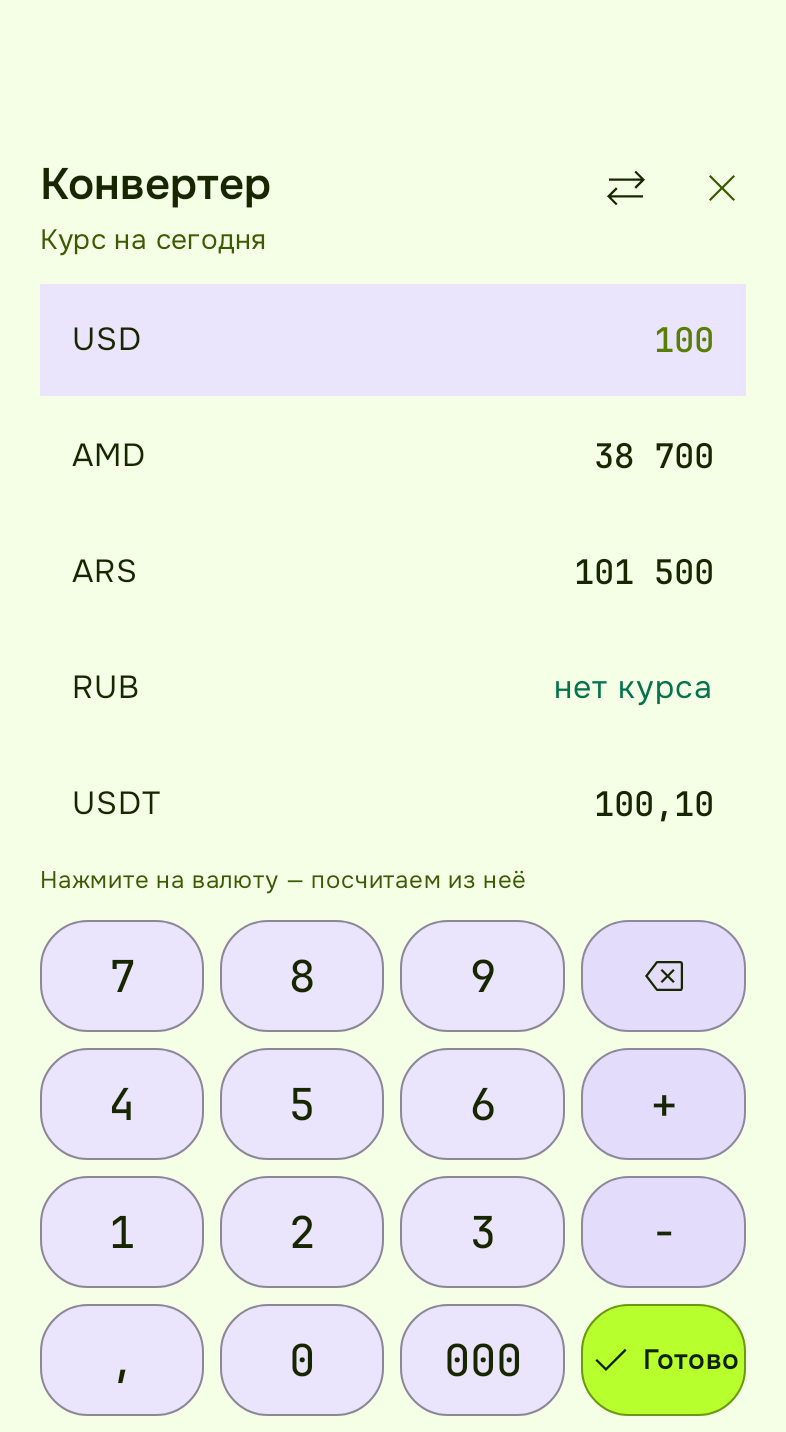 Конвертер
Курс на сегодня
USD 100
AMD 38 700
ARS 101 500
RUB нет курса
USDT 100,10
Нажмите на валюту — посчитаем из неё
7 8 9
4 5 6 +
1 2 3 -
, 0 000 Готово